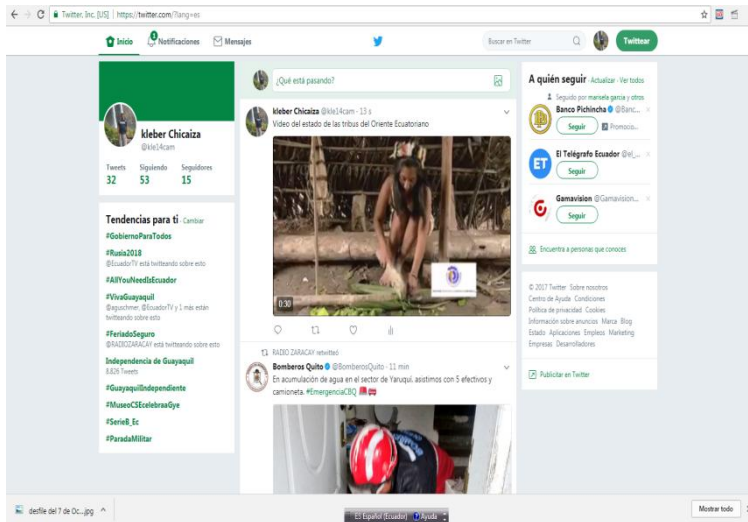 Twitter, Inc. [US] | https://twitter.com/?lang=es
Inicio
Notificaciones
Mensajes
Buscar en Twitter
Twittear
kleber Chicaiza
@kle14cam
Tweets Siguiendo Seguidores
32 53 15
Tendencias para ti · Cambiar
#GobiernoParaTodos
#Rusia2018
@EcuadorTV está twitteando sobre esto
#AllYouNeedIsEcuador
#VivaGuayaquil
@aguschmer, @EcuadorTV y 1 más están
twitteando sobre esto
#FeriadoSeguro
@RADIOZARACAY está twitteando sobre esto
Independencia de Guayaquil
8.826 Tweets
#GuayaquilIndependiente
#MuseoCSEcelebraaGye
#SerieB_Ec
#ParadaMilitar
¿Qué está pasando?
kleber Chicaiza @kle14cam · 13 s
Video del estado de las tribus del Oriente Ecuatoriano
0:30
RADIO ZARACAY retwitteó
Bomberos Quito @BomberosQuito · 11 min
En acumulación de agua en el sector de Yaruquí, asistimos con 5 efectivos y
camioneta. #EmergenciaCBQ
A quién seguir · Actualizar · Ver todos
Seguido por marisela garcia y otros
Banco Pichincha @Banc...
Seguir
Promocio...
El Telégrafo Ecuador @el_...
Seguir
Gamavision @Gamavision...
Seguir
Encuentra a personas que conoces
© 2017 Twitter Sobre nosotros
Centro de Ayuda Condiciones
Política de privacidad Cookies
Información sobre anuncios Marca Blog
Estado Aplicaciones Empleos Marketing
Empresas Desarrolladores
Publicitar en Twitter
desfile del 7 de Oc....jpg
ES Español (Ecuador) Ayuda
Mostrar todo